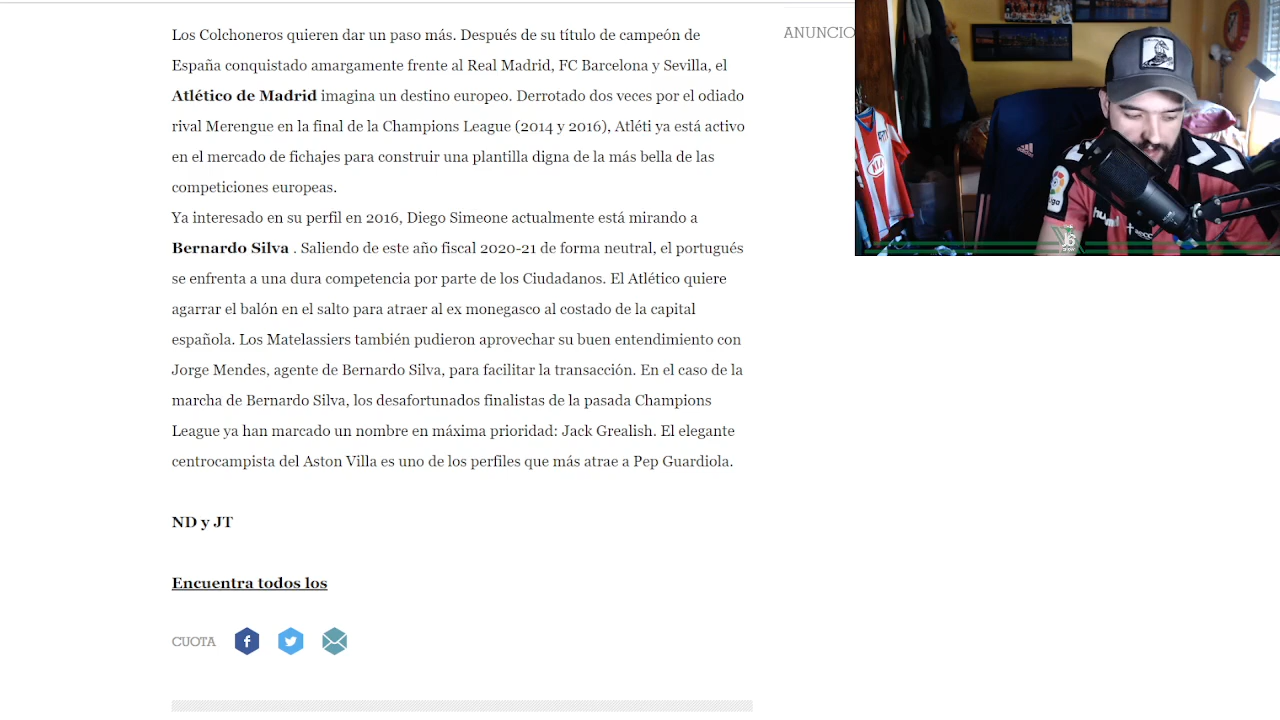 Los Colchoneros quieren dar un paso más. Después de su título de campeón de
España conquistado amargamente frente al Real Madrid, FC Barcelona y Sevilla, el
Atlético de Madrid imagina un destino europeo. Derrotado dos veces por el odiado
rival Merengue en la final de la Champions League (2014 y 2016), Atléti ya está activo
en el mercado de fichajes para construir una plantilla digna de la más bella de las
competiciones europeas.
Ya interesado en su perfil en 2016, Diego Simeone actualmente está mirando a
Bernardo Silva . Saliendo de este año fiscal 2020-21 de forma neutral, el portugués
se enfrenta a una dura competencia por parte de los Ciudadanos. El Atlético quiere
agarrar el balón en el salto para atraer al ex monegasco al costado de la capital
española. Los Matelassiers también pudieron aprovechar su buen entendimiento con
Jorge Mendes, agente de Bernardo Silva, para facilitar la transacción. En el caso de la
marcha de Bernardo Silva, los desafortunados finalistas de la pasada Champions
League ya han marcado un nombre en máxima prioridad: Jack Grealish. El elegante
centrocampista del Aston Villa es uno de los perfiles que más atrae a Pep Guardiola.
ND y JT
Encuentra todos los
CUOTA
ANUNCIO
adidas
KIA
LaLiga
hummel